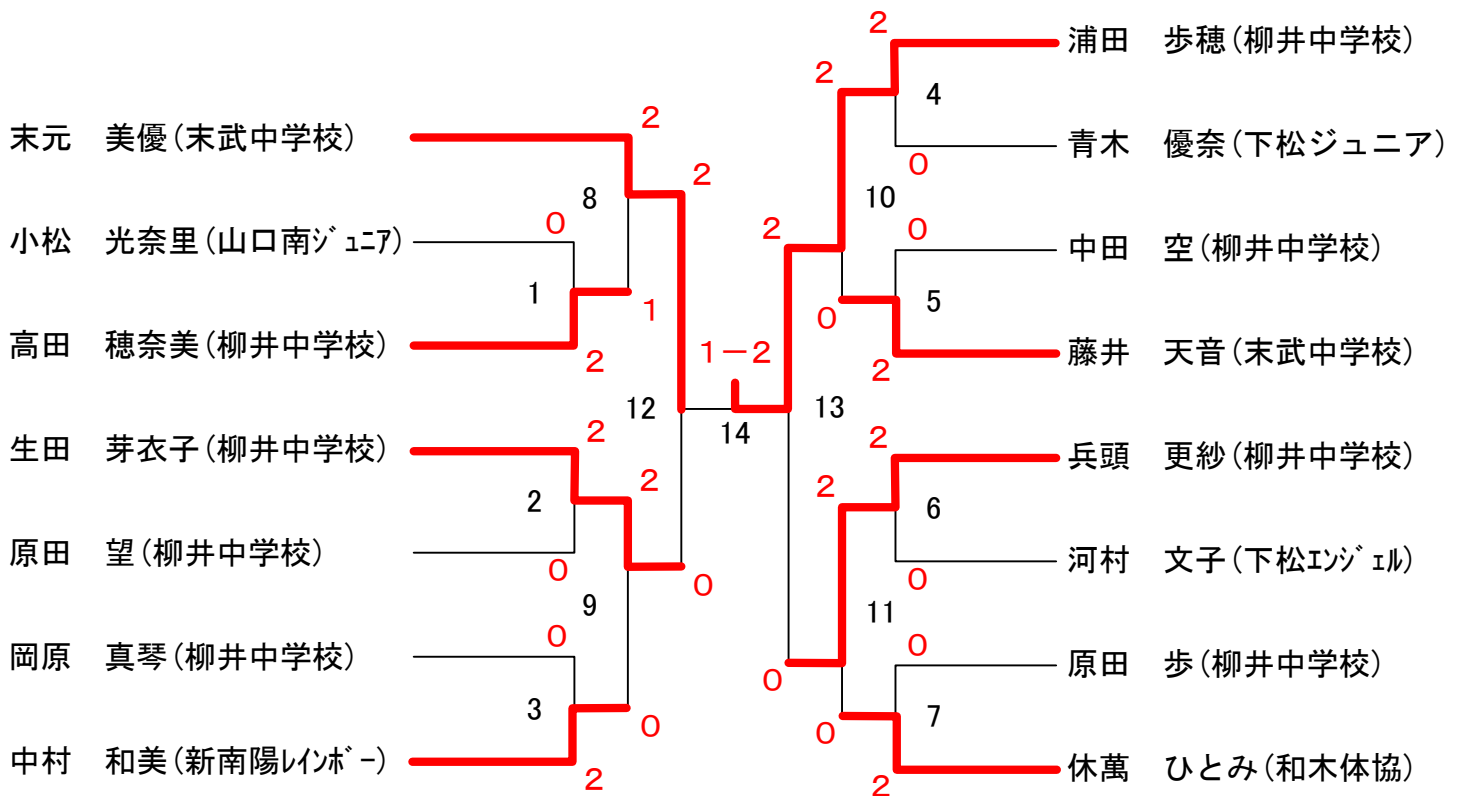 末元　美優(末武中学校)
2
8
2
小松　光奈里(山口南ｼﾞｭﾆｱ)
0
1
1
高田　穂奈美(柳井中学校)
2
12
生田　芽衣子(柳井中学校)
2
2
2
原田　望(柳井中学校)
0
0
9
岡原　真琴(柳井中学校)
0
3
0
中村　和美(新南陽ﾚｲﾝﾎﾞｰ)
2
1－2
14
2
浦田　歩穂(柳井中学校)
2
4
青木　優奈(下松ジュニア)
0
10
2
0
中田　空(柳井中学校)
5
0
藤井　天音(末武中学校)
2
13
2
兵頭　更紗(柳井中学校)
2
6
河村　文子(下松ｴﾝｼﾞｪﾙ)
0
11
0
0
原田　歩(柳井中学校)
7
0
休萬　ひとみ(和木体協)
2